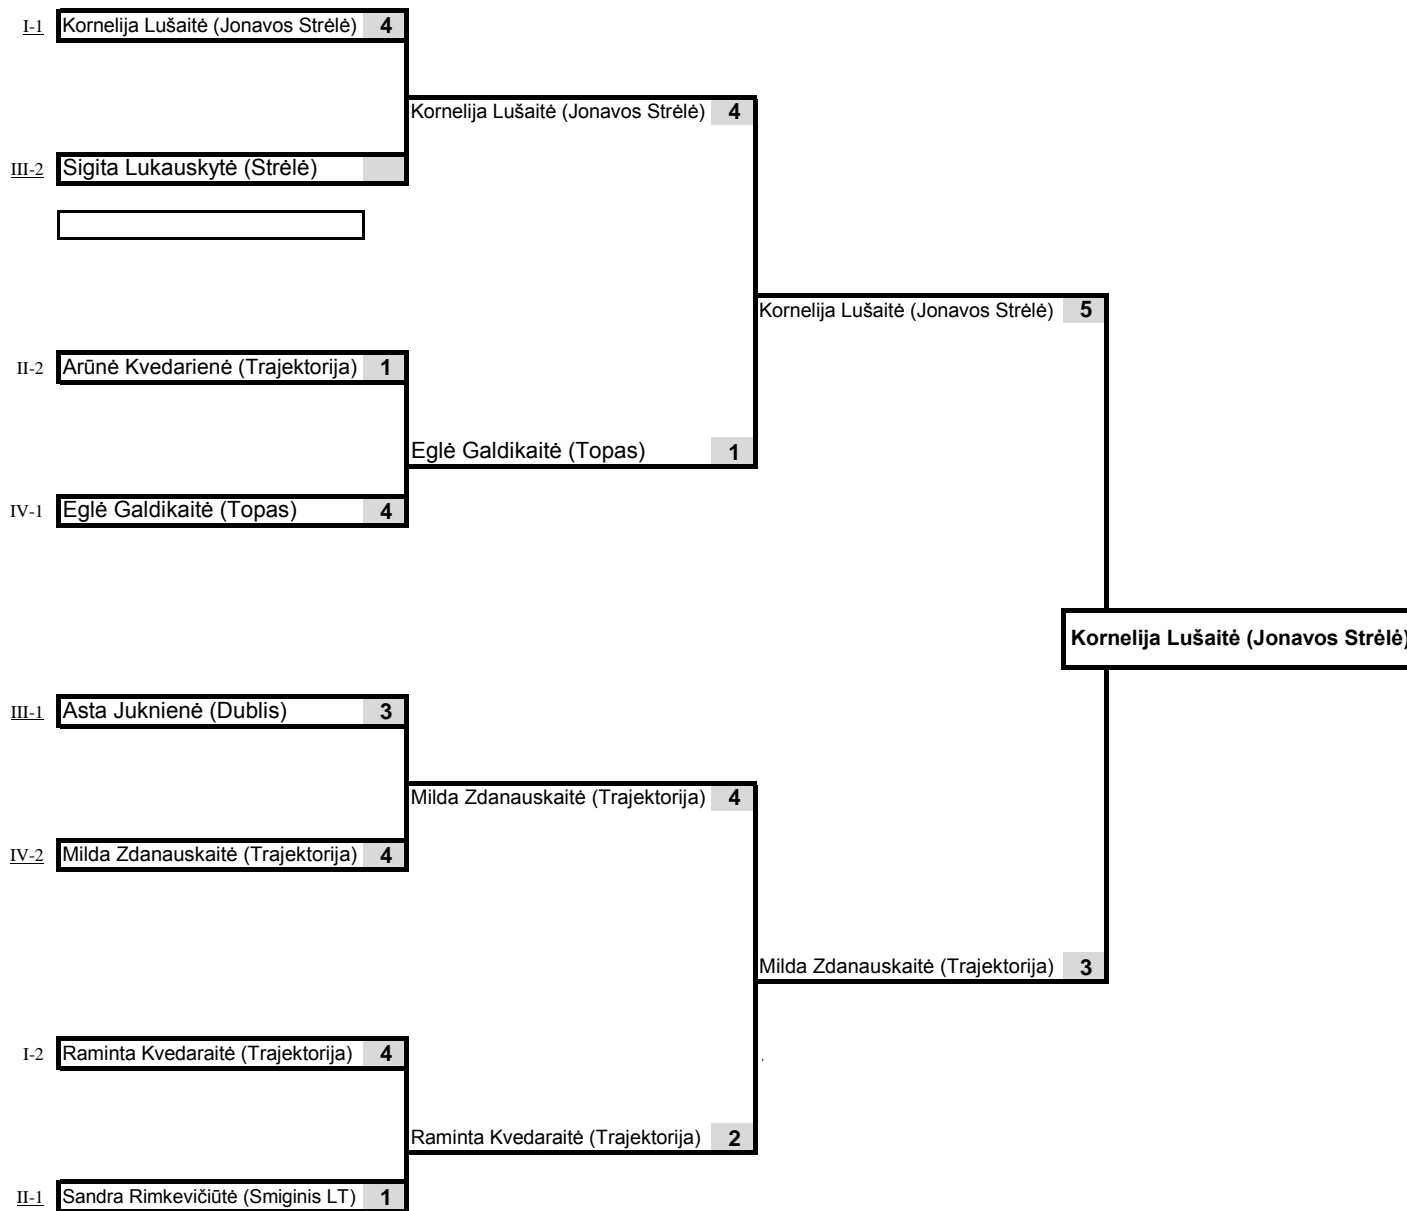 I-1 Kornelija Lušaitė (Jonavos Strėlė) 4
Kornelija Lušaitė (Jonavos Strėlė) 4
III-2 Sigita Lukauskytė (Strėlė)
Kornelija Lušaitė (Jonavos Strėlė) 5
II-2 Arūnė Kvedarienė (Trajektorija) 1
Eglė Galdikaitė (Topas) 1
IV-1 Eglė Galdikaitė (Topas) 4
Kornelija Lušaitė (Jonavos Strėlė)
III-1 Asta Juknienė (Dublis) 3
Milda Zdanauskaitė (Trajektorija) 4
IV-2 Milda Zdanauskaitė (Trajektorija) 4
Milda Zdanauskaitė (Trajektorija) 3
I-2 Raminta Kvedaraitė (Trajektorija) 4
,
Raminta Kvedaraitė (Trajektorija) 2
II-1 Sandra Rimkevičiūtė (Smiginis LT) 1